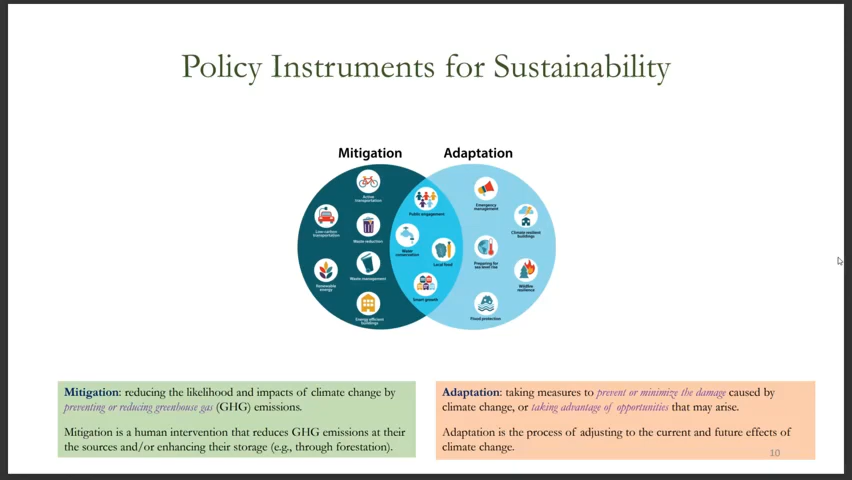 Policy Instruments for Sustainability
Mitigation
Adaptation
Active
transportation
Low carbon
transportation
Waste reduction
Waste management
Renewable
energy
Energy efficient
buildings
Public engagement
Water
conservation
Local food
Smart growth
Emergency
management
Climate resilient
buildings
Preparing for
sea level rise
Wildfire
resilience
Flood protection
Mitigation: reducing the likelihood and impacts of climate change by
preventing or reducing greenhouse gas (GHG) emissions.
Mitigation is a human intervention that reduces GHG emissions at their
the sources and/or enhancing their storage (e.g., through forestation).
Adaptation: taking measures to prevent or minimize the damage caused by
climate change, or taking advantage of opportunities that may arise.
Adaptation is the process of adjusting to the current and future effects of
climate change.
10